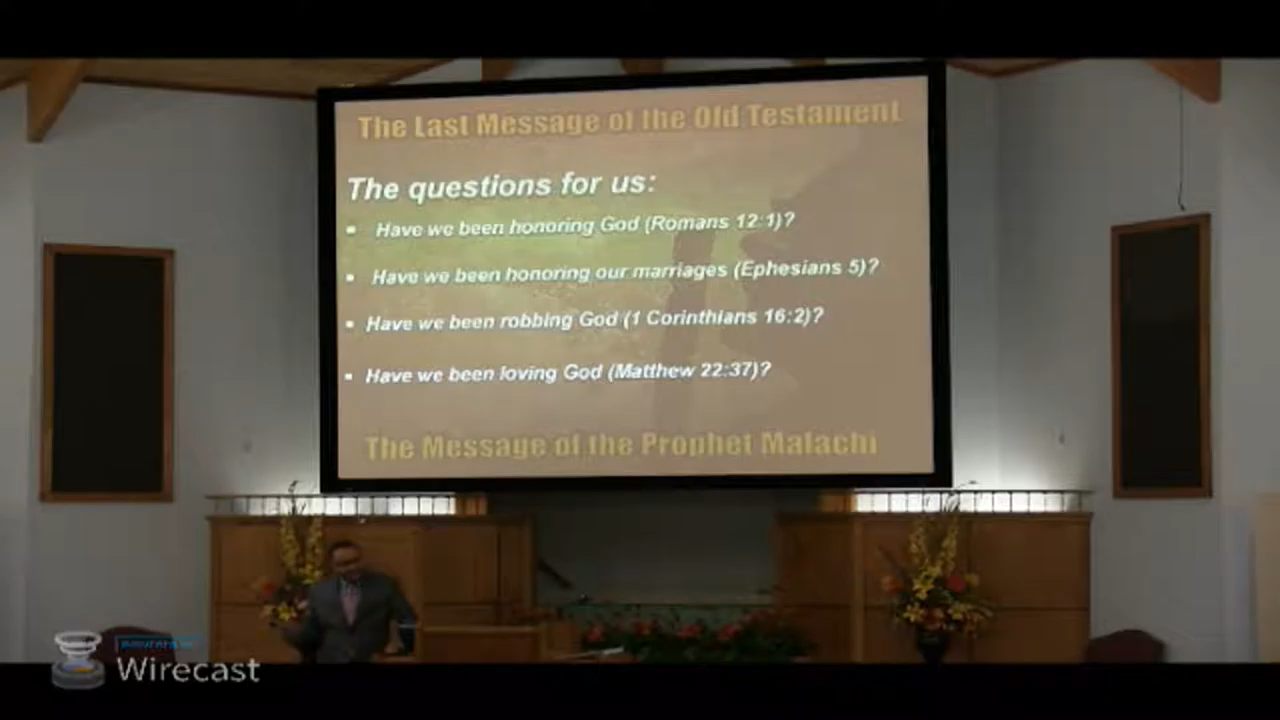 The Last Message of the Old Testament
The questions for us:
▪ Have we been honoring God (Romans 12:1)?
▪ Have we been honoring our marriages (Ephesians 5)?
▪ Have we been robbing God (1 Corinthians 16:2)?
▪ Have we been loving God (Matthew 22:37)?
The Message of the Prophet Malachi
Wirecast